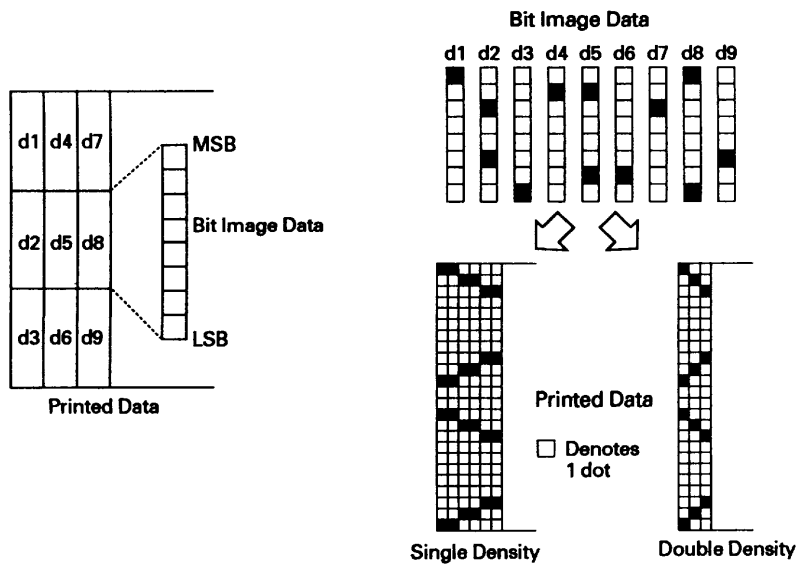 d1 d4 d7
d2 d5 d8
d3 d6 d9
MSB
Bit Image Data
LSB
Printed Data
Bit Image Data
d1 d2 d3 d4 d5 d6 d7 d8 d9
Printed Data
Denotes
1 dot
Single Density
Double Density